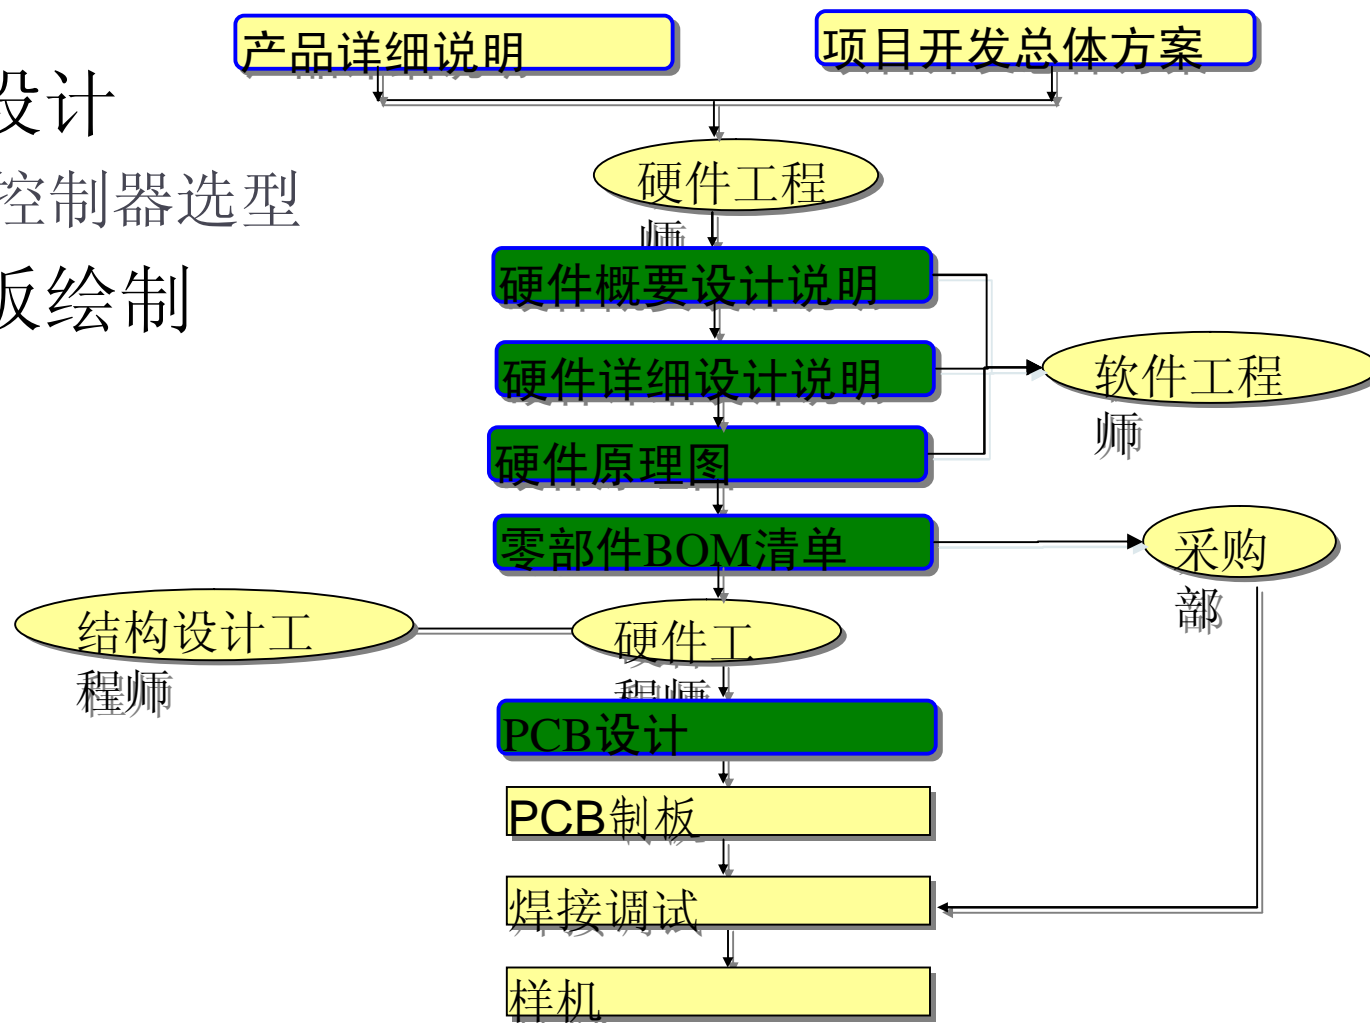 产品详细说明
项目开发总体方案
设计
控制器选型
板绘制
硬件工程
师
硬件概要设计说明
硬件详细设计说明
软件工程
师
硬件原理图
零部件BOM清单
采购
部
结构设计工
程师
硬件工
程师
PCB设计
PCB制板
焊接调试
样机